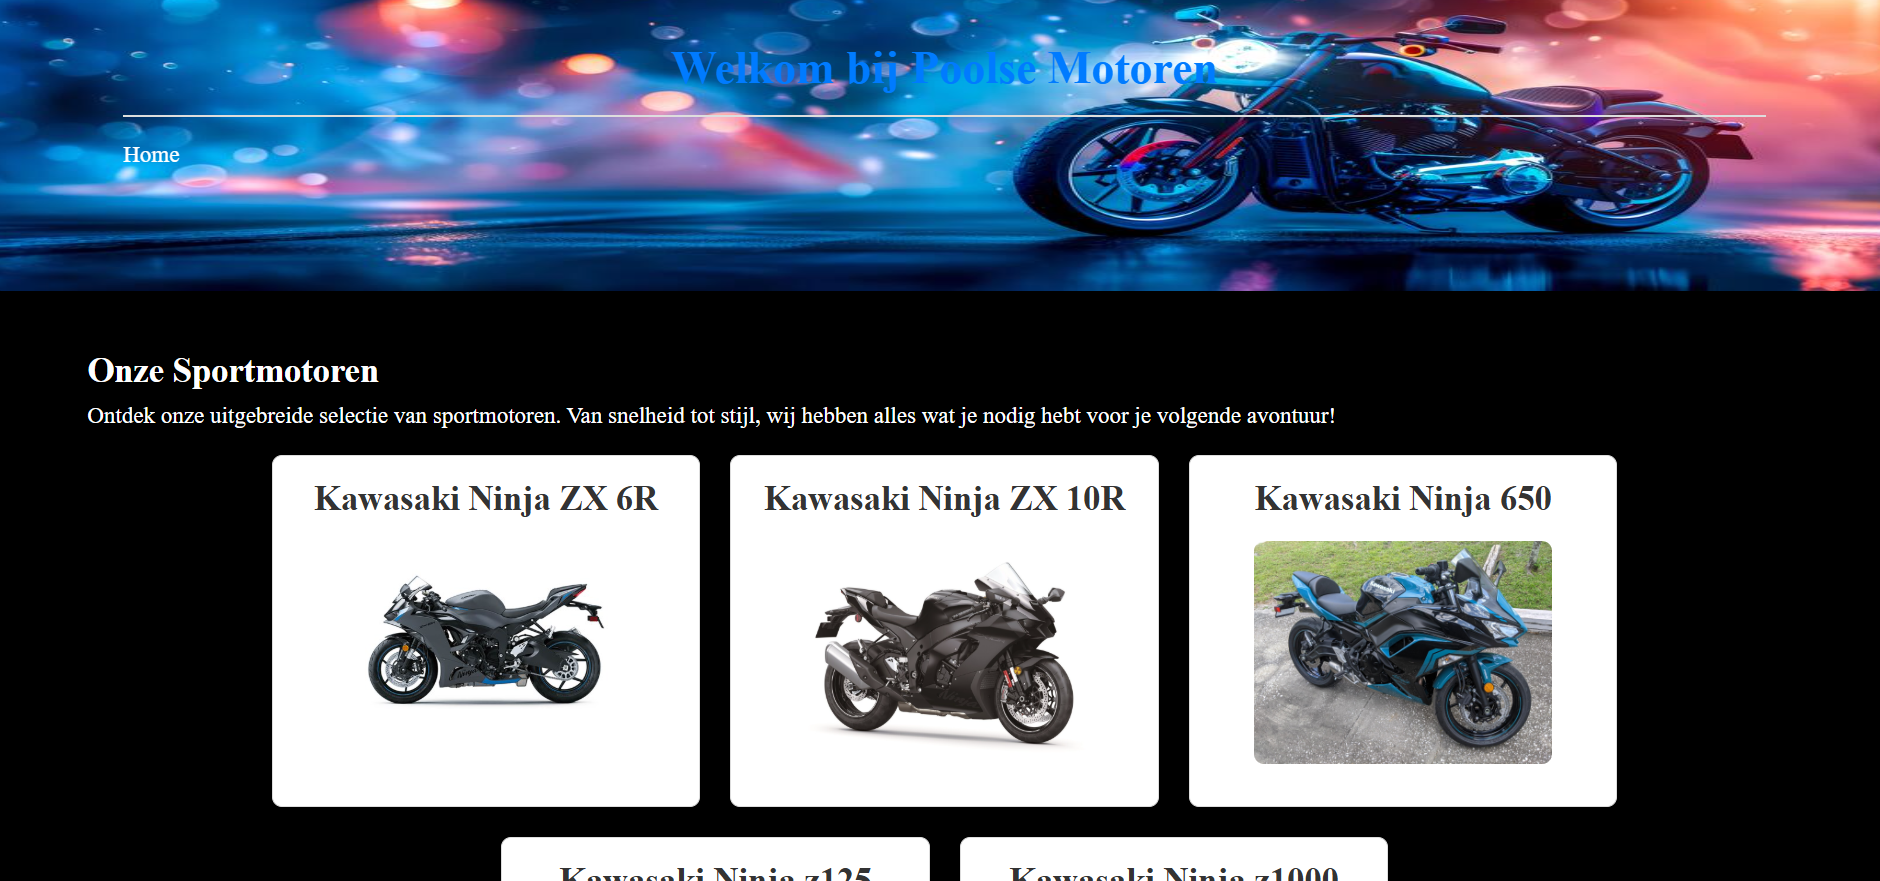 Welkom bij Poolse Motoren
Home
Onze Sportmotoren
Ontdek onze uitgebreide selectie van sportmotoren. Van snelheid tot stijl, wij hebben alles wat je nodig hebt voor je volgende avontuur!
Kawasaki Ninja ZX 6R
Kawasaki Ninja ZX 10R
Kawasaki Ninja 650
Kawasaki Ninja z125
Kawasaki Ninja z1000